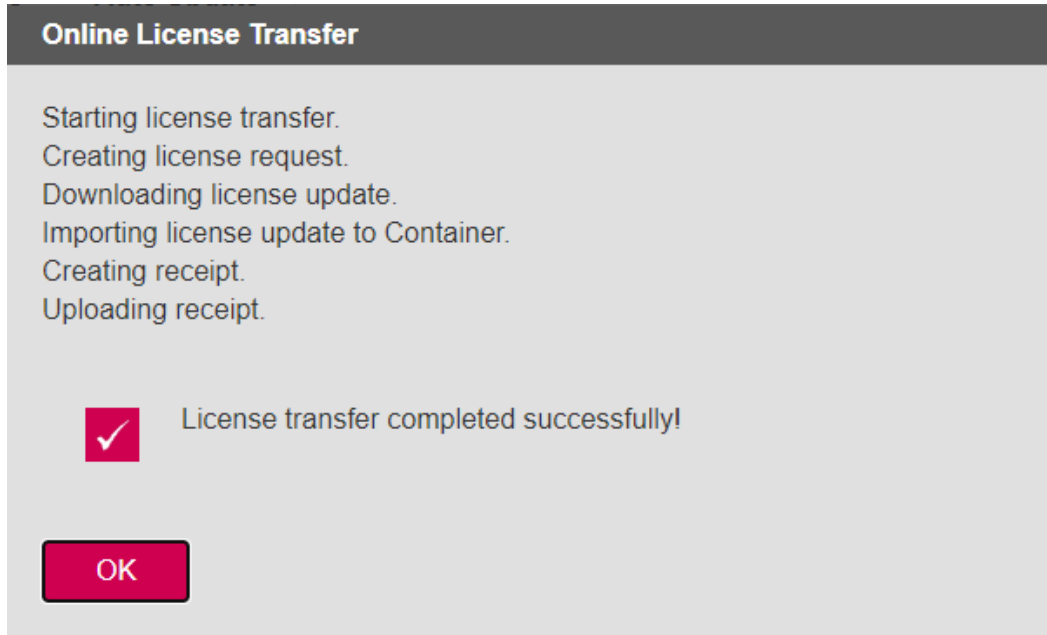 Online License Transfer
Starting license transfer.
Creating license request.
Downloading license update.
Importing license update to Container.
Creating receipt.
Uploading receipt.
License transfer completed successfully!
OK